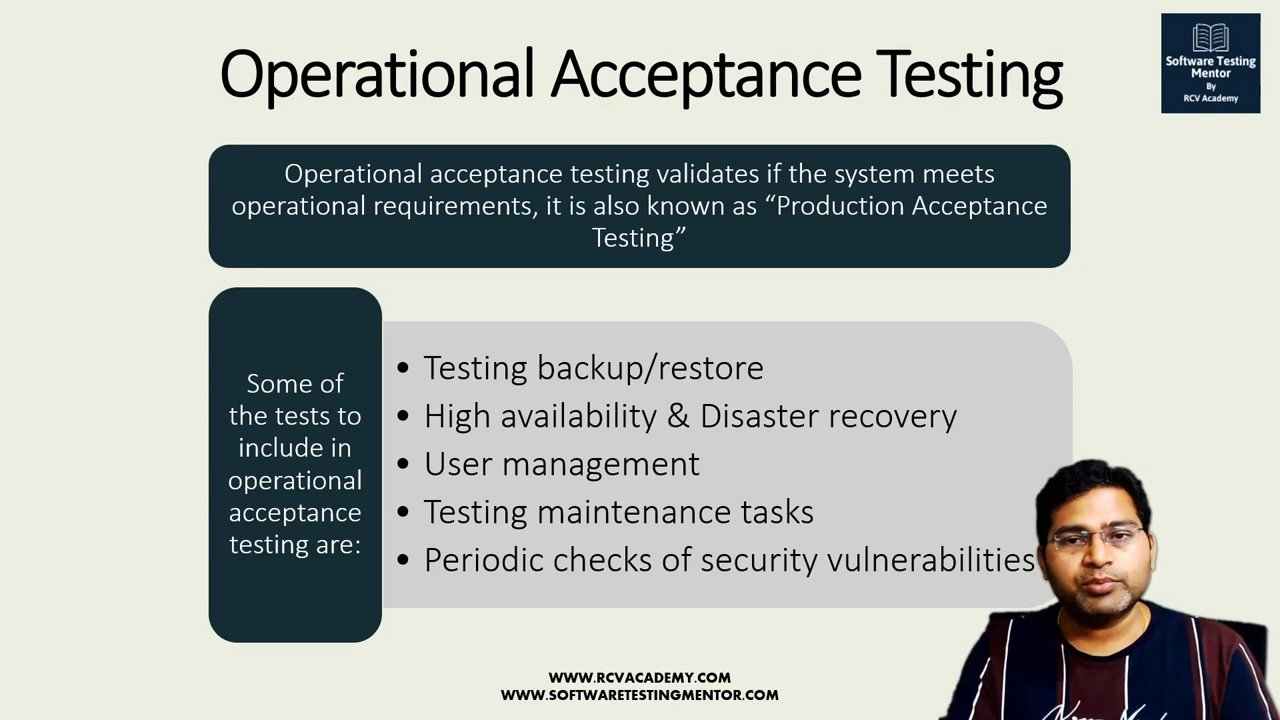 Operational Acceptance Testing
Software Testing
Mentor
By
RCV Academy
Operational acceptance testing validates if the system meets
operational requirements, it is also known as “Production Acceptance
Testing”
Some of
the tests to
include in
operational
acceptance
testing are:
• Testing backup/restore
• High availability & Disaster recovery
• User management
• Testing maintenance tasks
• Periodic checks of security vulnerabilities
WWW.RCVACADEMY.COM
WWW.SOFTWARETESTINGMENTOR.COM